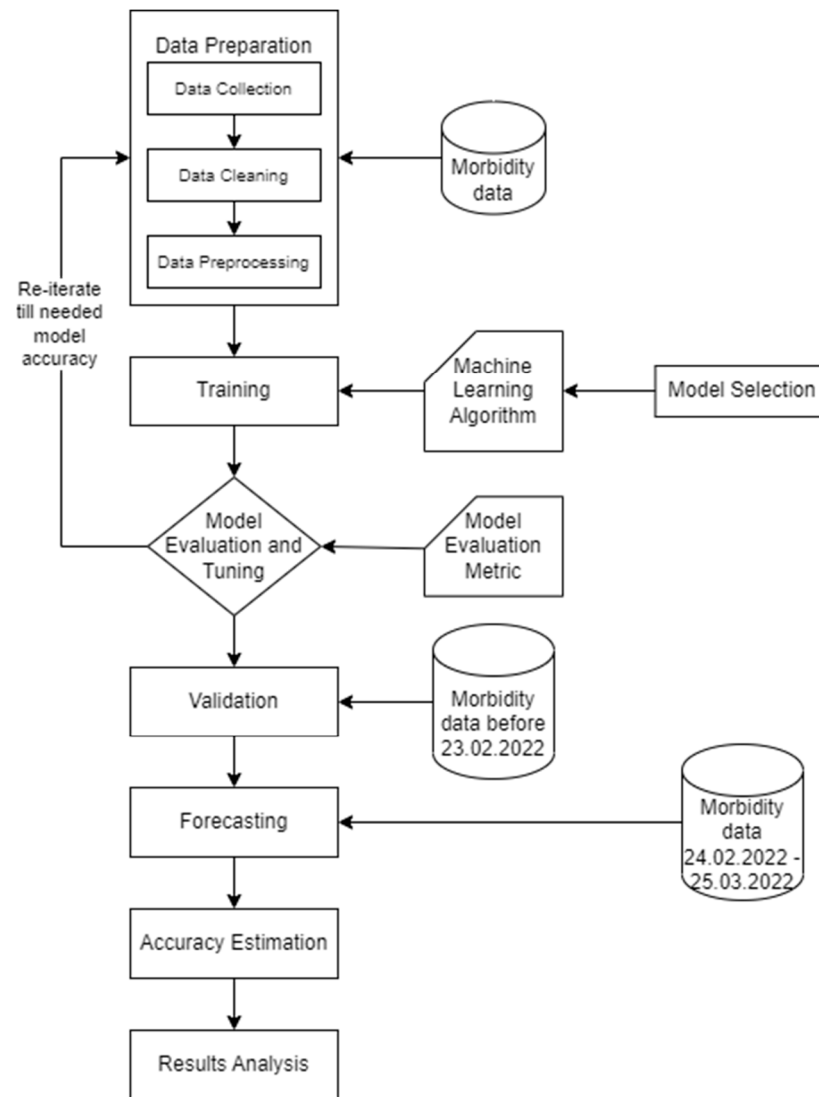 Data Preparation
Data Collection
Data Cleaning
Data Preprocessing
Morbidity
data
Re-iterate
till needed
model
accuracy
Training
Machine
Learning
Algorithm
Model Selection
Model
Evaluation and
Tuning
Model
Evaluation
Metric
Validation
Morbidity
data before
23.02.2022
Forecasting
Morbidity
data
24.02.2022 -
25.03.2022
Accuracy Estimation
Results Analysis